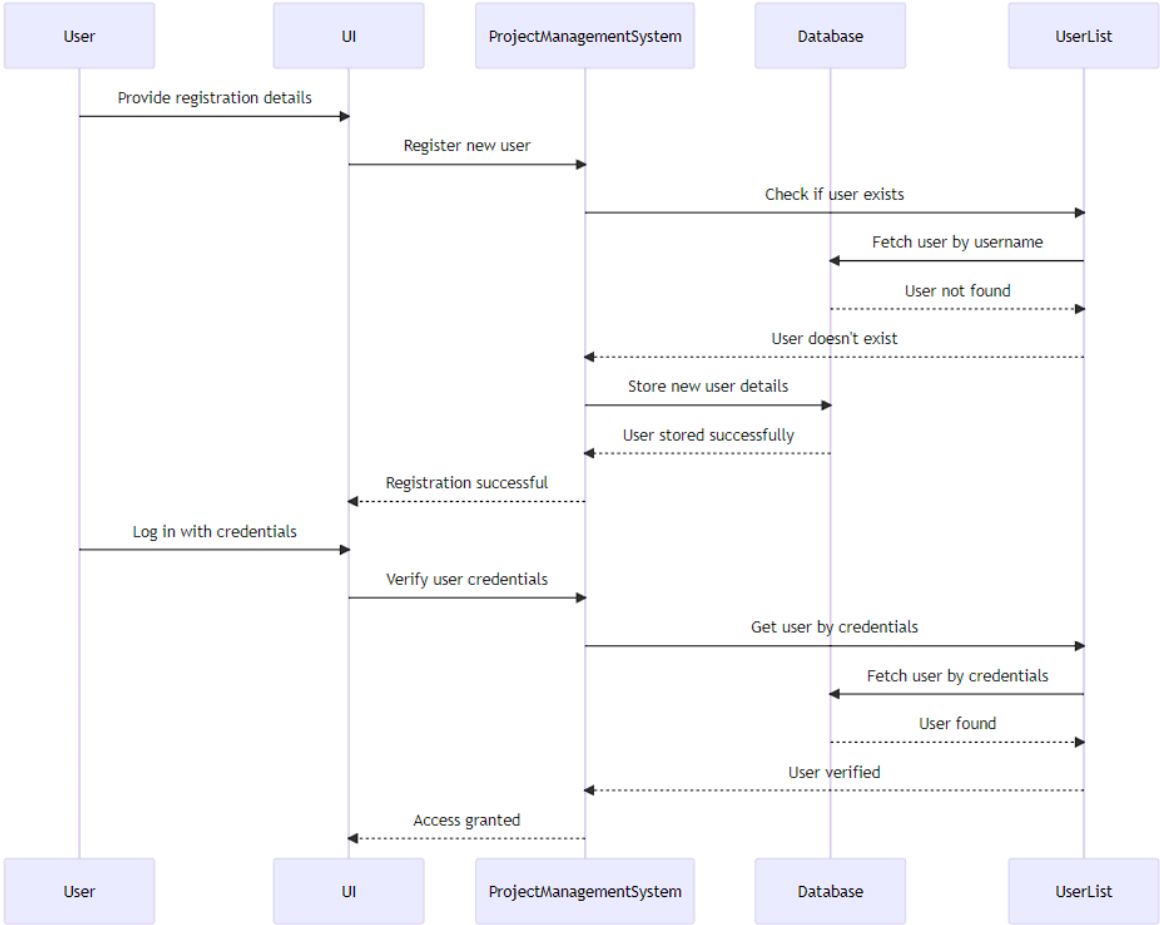 User
UI
ProjectManagementSystem
Database
UserList
Provide registration details
Register new user
Check if user exists
Fetch user by username
User not found
User doesn't exist
Store new user details
User stored successfully
Registration successful
Log in with credentials
Verify user credentials
Get user by credentials
Fetch user by credentials
User found
User verified
Access granted
User
UI
ProjectManagementSystem
Database
UserList